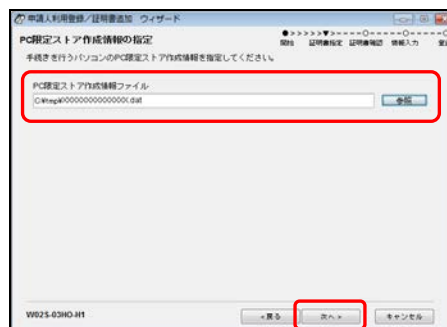 申請人利用登録/証明書追加 ウィザード
PC限定ストア作成情報の指定
開始 証明書指定 証明書確認 情報入力
手続きを行うパソコンのPC限定ストア作成情報を指定してください。
PC限定ストア作成情報ファイル
参照
W025-03HO-H1
<戻る 次へ> キャンセル